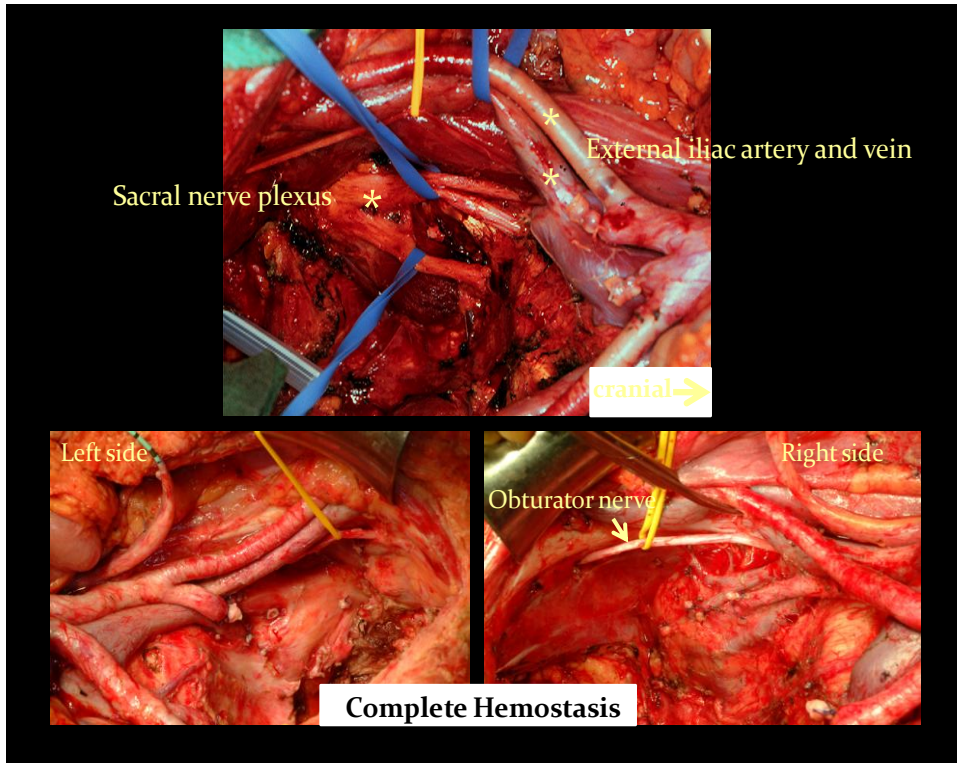 External iliac artery and vein
Sacral nerve plexus
cranial
Left side
Right side
Obturator nerve
Complete Hemostasis